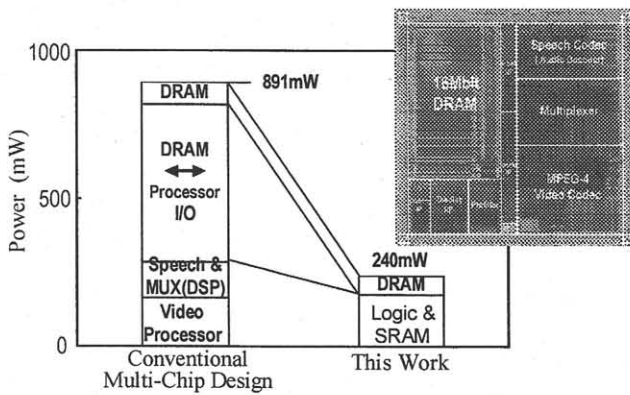 1000
500
0
Power (mW)
891mW
DRAM
DRAM
Processor
I/O
Speech &
MUX(DSP)
Video
Processor
Conventional
Multi-Chip Design
240mW
DRAM
Logic &
SRAM
This Work
16Mbit
DRAM
Speech Codec
Multiplexer
MPEG-4
Video Codec